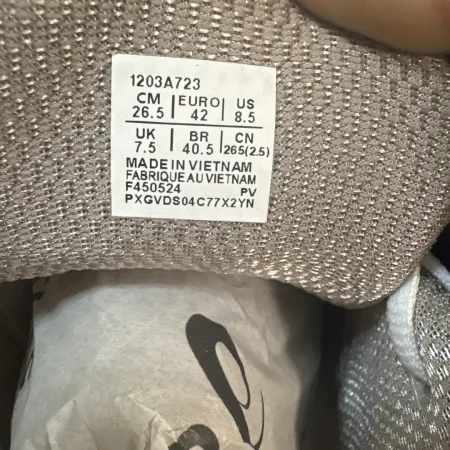 1203A723
CM EURO US
26.5 42 8.5
UK BR CN
7.5 40.5 265(2.5)
MADE IN VIETNAM
FABRIQUE AU VIETNAM
F450524 PV
PXGVDS04C77X2YN